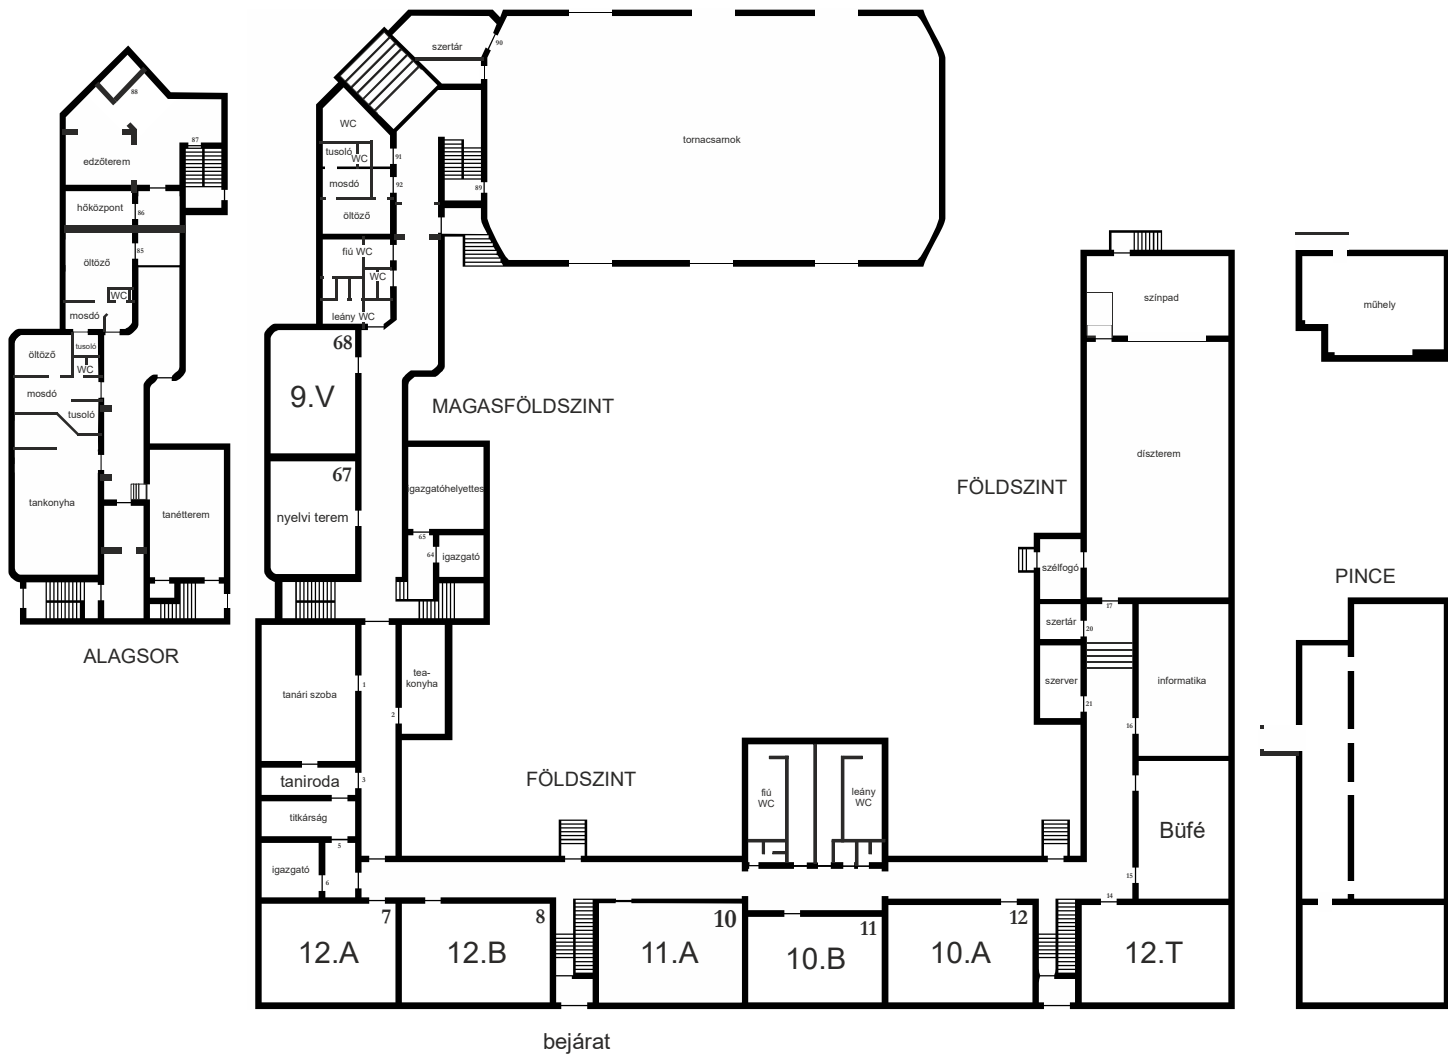 szertár
90
88
WC
tornacsarnok
87
edzőterem
tusoló
WC
91
mosdó
92
89
hőközpont
86
öltöző
85
fiú WC
öltöző
WC
WC
színpad
műhely
mosdó
leány WC
68
tusoló
öltöző
WC
9.V
mosdó
tusoló
MAGASFÖLDSZINT
67
díszterem
igazgatóhelyettes
FÖLDSZINT
tankonyha
tanétterem
nyelvi terem
65
64
igazgató
szélfogó
PINCE
17
szertár
20
ALAGSOR
tea-
konyha
szerver
informatika
1
tanári szoba
21
2
16
FÖLDSZINT
taniroda
3
fiú
WC
leány
WC
titkárság
Büfé
5
igazgató
6
15
14
7
8
10
11
12
12.A
12.B
11.A
10.B
10.A
12.T
bejárat